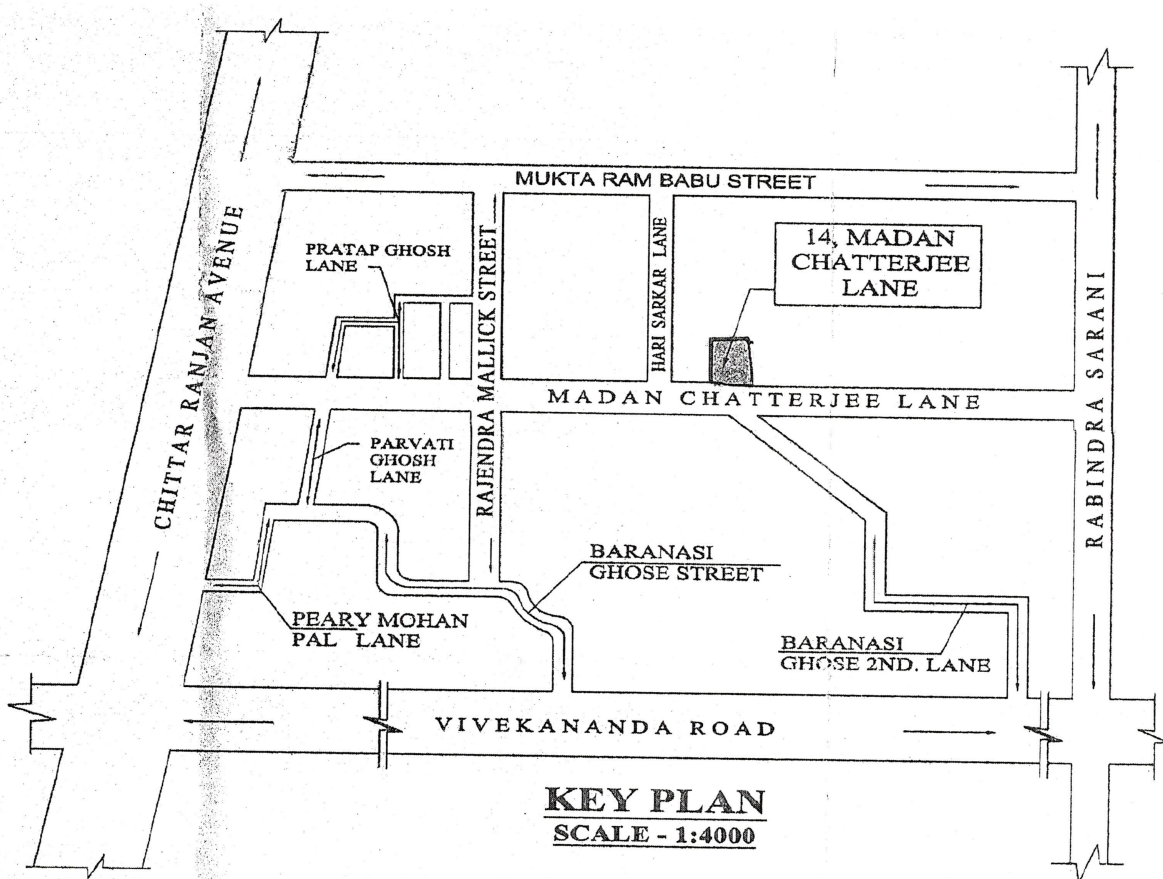 MUKTA RAM BABU STREET
CHITTAR RANJAN AVENUE
PRATAP GHOSH
LANE
RAJENDRA MALLICK STREET
HARI SARKAR LANE
14, MADAN
CHATTERJEE
LANE
RABINDRA SARANI
MADAN CHATTERJEE LANE
PARVATI
GHOSH
LANE
BARANASI
GHOSE STREET
PEARY MOHAN
PAL LANE
BARANASI
GHOSE 2ND. LANE
VIVEKANANDA ROAD
KEY PLAN
SCALE - 1:4000